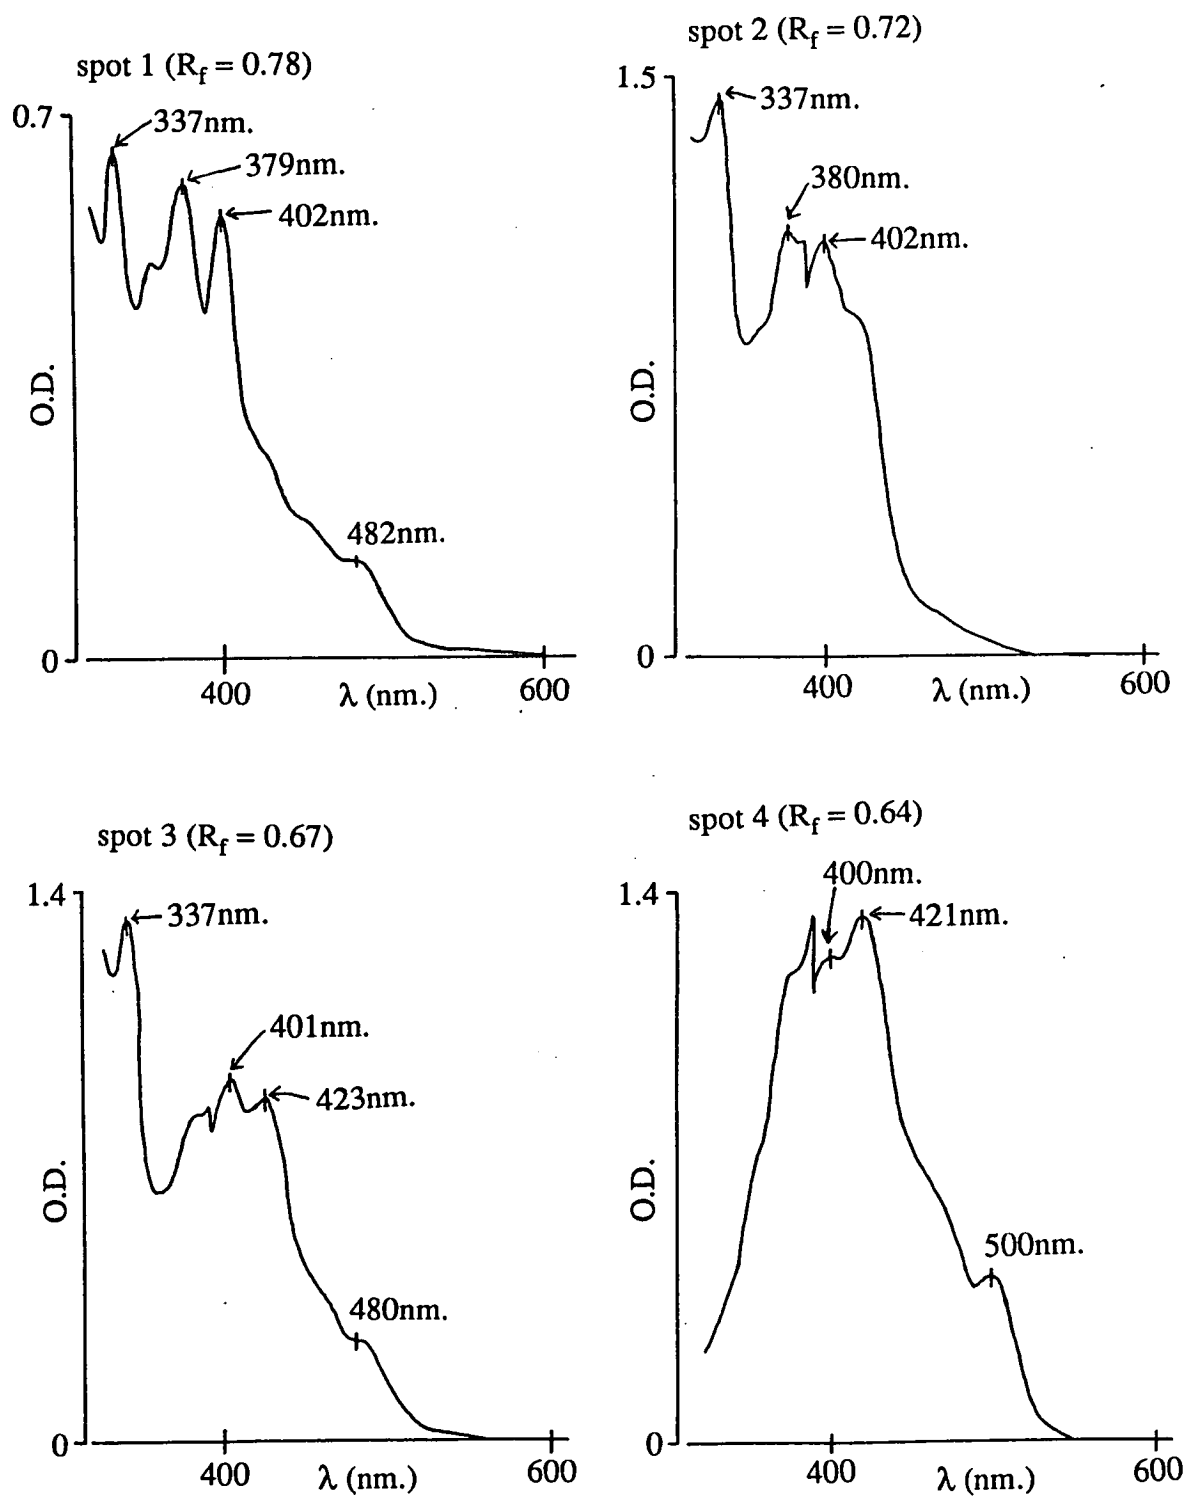 spot 1 (Rf = 0.78)
0.7
337nm.
379nm.
402nm.
482nm.
O.D.
0
400
λ (nm.)
600
spot 2 (Rf = 0.72)
1.5
337nm.
380nm.
402nm.
O.D.
0
400
λ (nm.)
600
spot 3 (Rf = 0.67)
1.4
337nm.
401nm.
423nm.
480nm.
O.D.
0
400
λ (nm.)
600
spot 4 (Rf = 0.64)
1.4
400nm.
421nm.
500nm.
O.D.
0
400
λ (nm.)
600